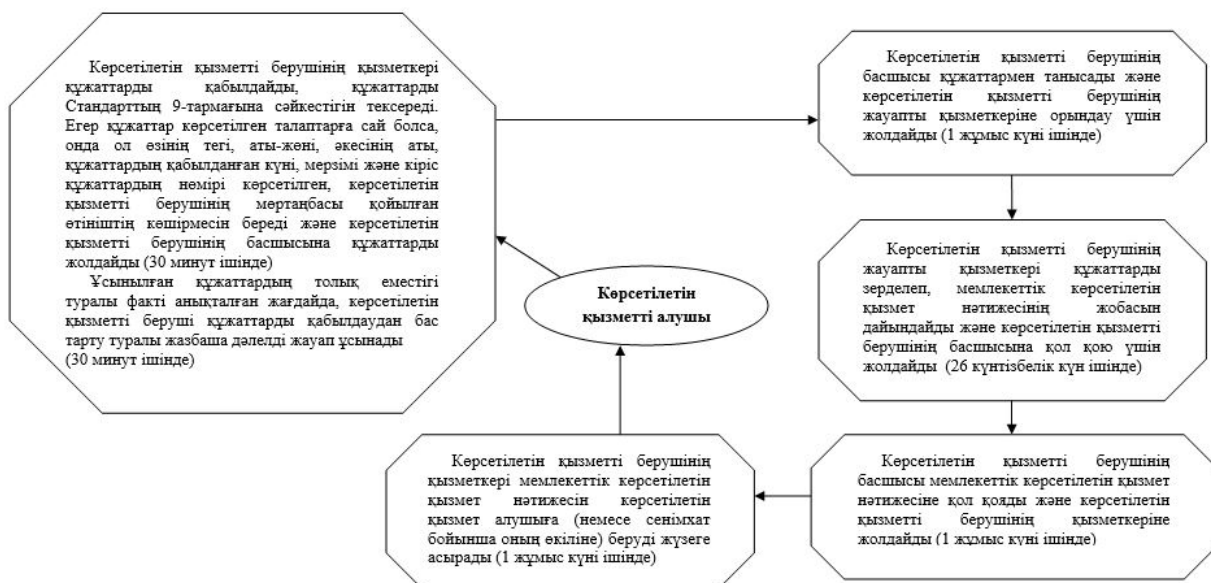 Көрсетілетін қызметті берушінің қызметкері
құжаттарды қабылдайды, құжаттарды
Стандарттың 9-тармағына сәйкестігін тексереді.
Егер құжаттар көрсетілген талаптарға сай болса,
онда ол өзінің тегі, аты-жөні, әкесінің аты,
құжаттардың қабылданған күні, мерзімі және кіріс
құжаттардың нөмірі көрсетілген, көрсетілетін
қызметті берушінің мөртаңбасы қойылған
өтініштің көшірмесін береді және көрсетілетін
қызметті берушінің басшысына құжаттарды
жолдайды (30 минут ішінде)
Ұсынылған құжаттардың толық еместігі
туралы факті анықталған жағдайда, көрсетілетін
қызметті беруші құжаттарды қабылдаудан бас
тарту туралы жазбаша дәлелді жауап ұсынады
(30 минут ішінде)
Көрсетілетін қызметті берушінің
басшысы құжаттармен танысады және
көрсетілетін қызметті берушінің
жауапты қызметкеріне орындау үшін
жолдайды (1 жұмыс күні ішінде)
Көрсетілетін қызметті берушінің
жауапты қызметкері құжаттарды
зерделеп, мемлекеттік көрсетілетін
қызмет нәтижесінің жобасын
дайындайды және көрсетілетін қызметті
берушінің басшысына қол қою үшін
жолдайды (26 күнтізбелік күн ішінде)
Көрсетілетін
қызметті алушы
Көрсетілетін қызметті берушінің
басшысы мемлекеттік көрсетілетін қызмет
нәтижесіне қол қояды және көрсетілетін
қызметті берушінің қызметкеріне
жолдайды (1 жұмыс күні ішінде)
Көрсетілетін қызметті берушінің
қызметкері мемлекеттік көрсетілетін
қызмет нәтижесін көрсетілетін
қызмет алушыға (немесе сенімхат
бойынша оның өкіліне) беруді жүзеге
асырады (1 жұмыс күні ішінде)